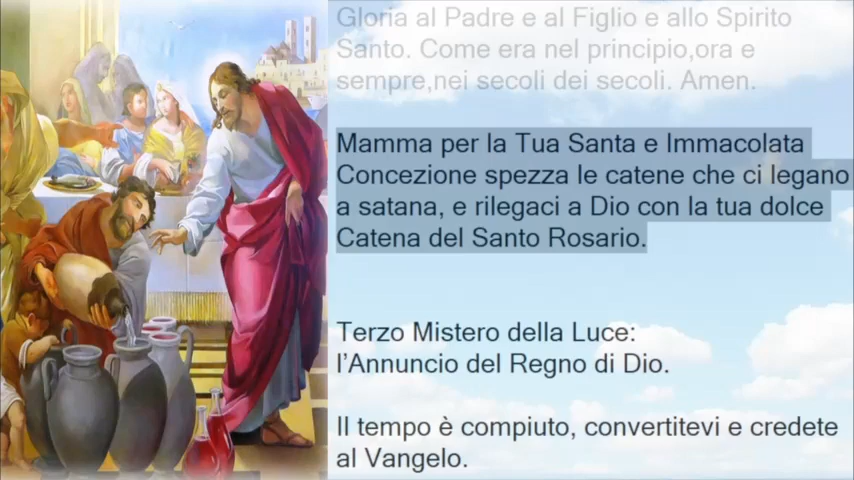 Gloria al Padre e al Figlio e allo Spirito
Santo. Come era nel principio,ora e
sempre,nei secoli dei secoli. Amen.
Mamma per la Tua Santa e Immacolata
Concezione spezza le catene che ci legano
a satana, e rilegaci a Dio con la tua dolce
Catena del Santo Rosario.
Terzo Mistero della Luce:
l’Annuncio del Regno di Dio.
Il tempo è compiuto, convertitevi e credete
al Vangelo.